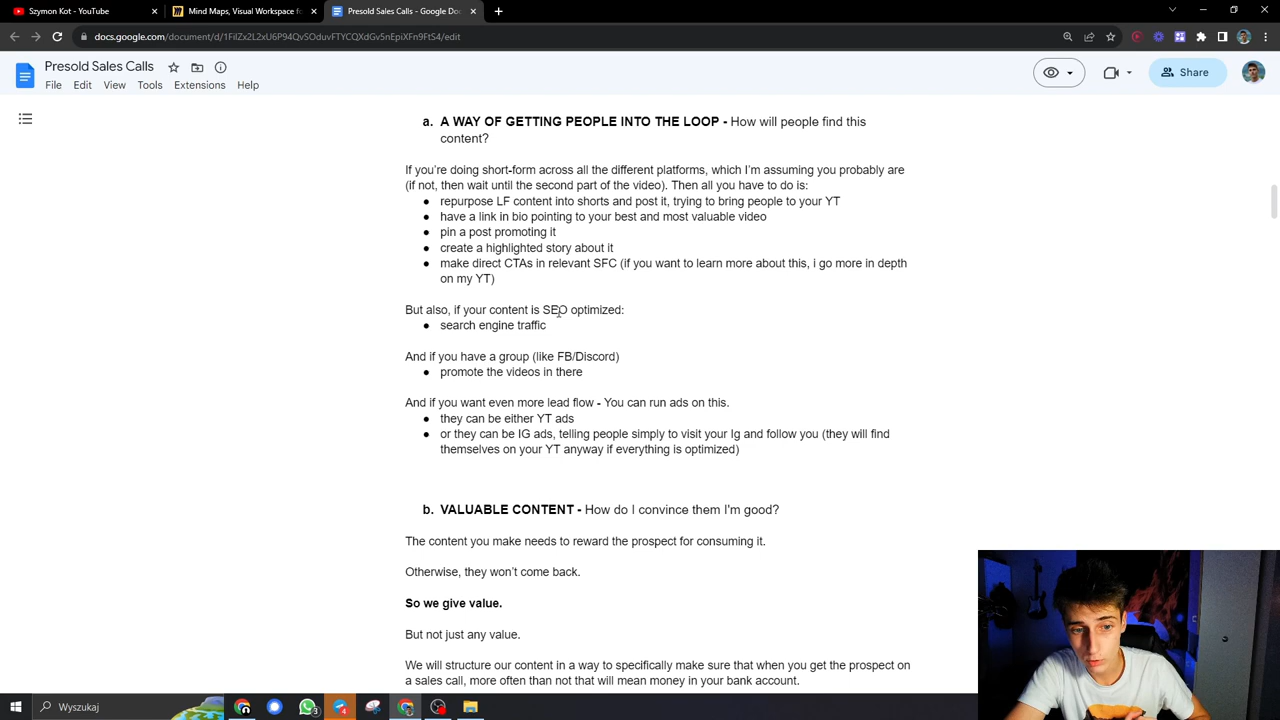 Szymon Kot - YouTube
Mind Maps, Visual Workspace f
Presold Sales Calls - Google Do
docs.google.com
Presold Sales Calls
File Edit View Tools Extensions Help
Share
a. A WAY OF GETTING PEOPLE INTO THE LOOP - How will people find this
content?
If you're doing short-form across all the different platforms, which I'm assuming you probably are
(if not, then wait until the second part of the video). Then all you have to do is:
● repurpose LF content into shorts and post it, trying to bring people to your YT
● have a link in bio pointing to your best and most valuable video
● pin a post promoting it
● create a highlighted story about it
● make direct CTAs in relevant SFC (if you want to learn more about this, i go more in depth
on my YT)
But also, if your content is SEO optimized:
● search engine traffic
And if you have a group (like FB/Discord)
● promote the videos in there
And if you want even more lead flow - You can run ads on this.
● they can be either YT ads
● or they can be IG ads, telling people simply to visit your Ig and follow you (they will find
themselves on your YT anyway if everything is optimized)
b. VALUABLE CONTENT - How do I convince them I'm good?
The content you make needs to reward the prospect for consuming it.
Otherwise, they won't come back.
So we give value.
But not just any value.
We will structure our content in a way to specifically make sure that when you get the prospect on
a sales call, more often than not that will mean money in your bank account.
Wyszukaj